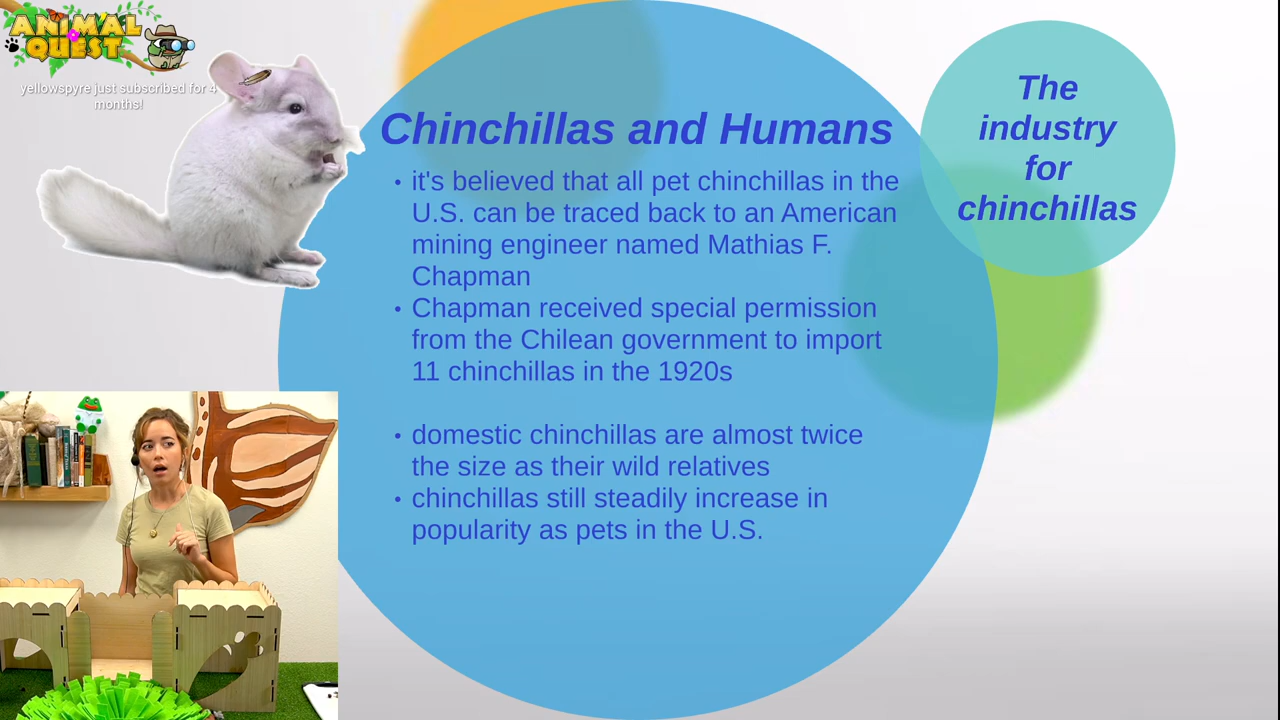 ANIMAL
QUEST
yellowspyre just subscribed for 4
months!
Chinchillas and Humans
• it's believed that all pet chinchillas in the
U.S. can be traced back to an American
mining engineer named Mathias F.
Chapman
• Chapman received special permission
from the Chilean government to import
11 chinchillas in the 1920s
• domestic chinchillas are almost twice
the size as their wild relatives
• chinchillas still steadily increase in
popularity as pets in the U.S.
The
industry
for
chinchillas